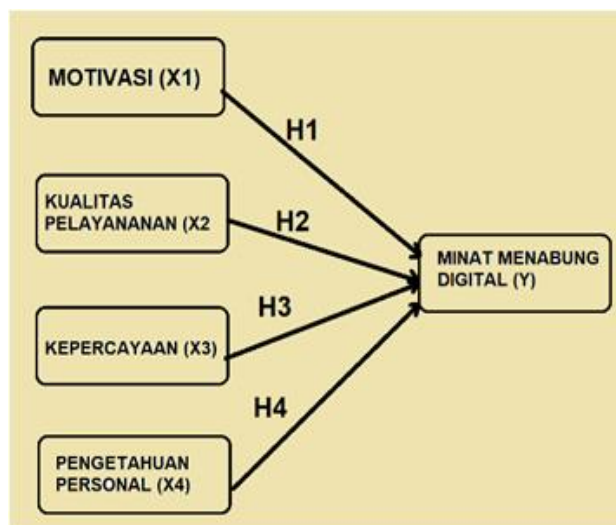 MOTIVASI (X1)
H1
KUALITAS
PELAYANANAN (X2
H2
MINAT MENABUNG
DIGITAL (Y)
H3
KEPERCAYAAN (X3)
H4
PENGETAHUAN
PERSONAL (X4)